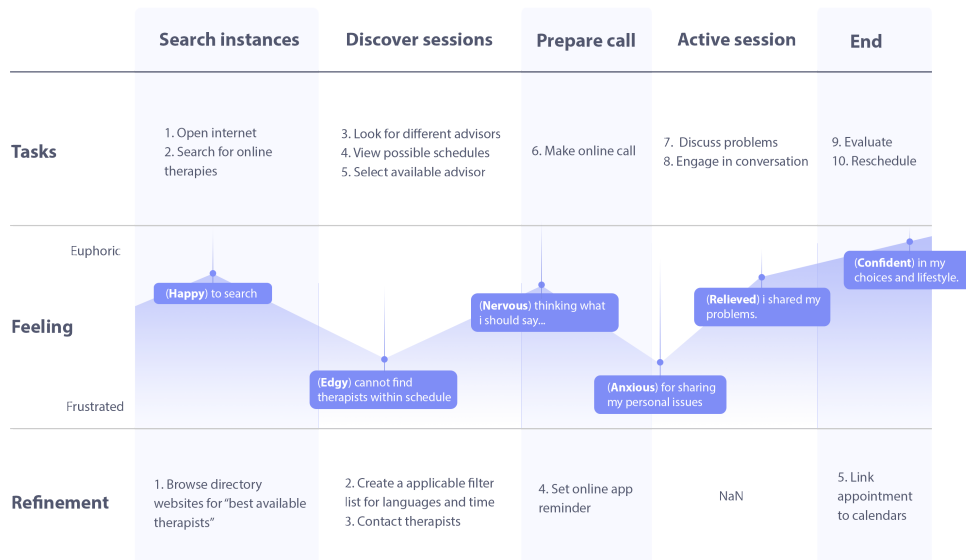 Search instances
Discover sessions
Prepare call
Active session
End
Tasks
1. Open internet
2. Search for online
therapies
3. Look for different advisors
4. View possible schedules
5. Select available advisor
6. Make online call
7. Discuss problems
8. Engage in conversation
9. Evaluate
10. Reschedule
Feeling
Euphoric
Frustrated
(Happy) to search
(Edgy) cannot find
therapists within schedule
(Nervous) thinking what
i should say...
(Anxious) for sharing
my personal issues
(Relieved) i shared my
problems.
(Confident) in my
choices and lifestyle.
Refinement
1. Browse directory
websites for “best available
therapists”
2. Create a applicable filter
list for languages and time
3. Contact therapists
4. Set online app
reminder
NaN
5. Link
appointment
to calendars